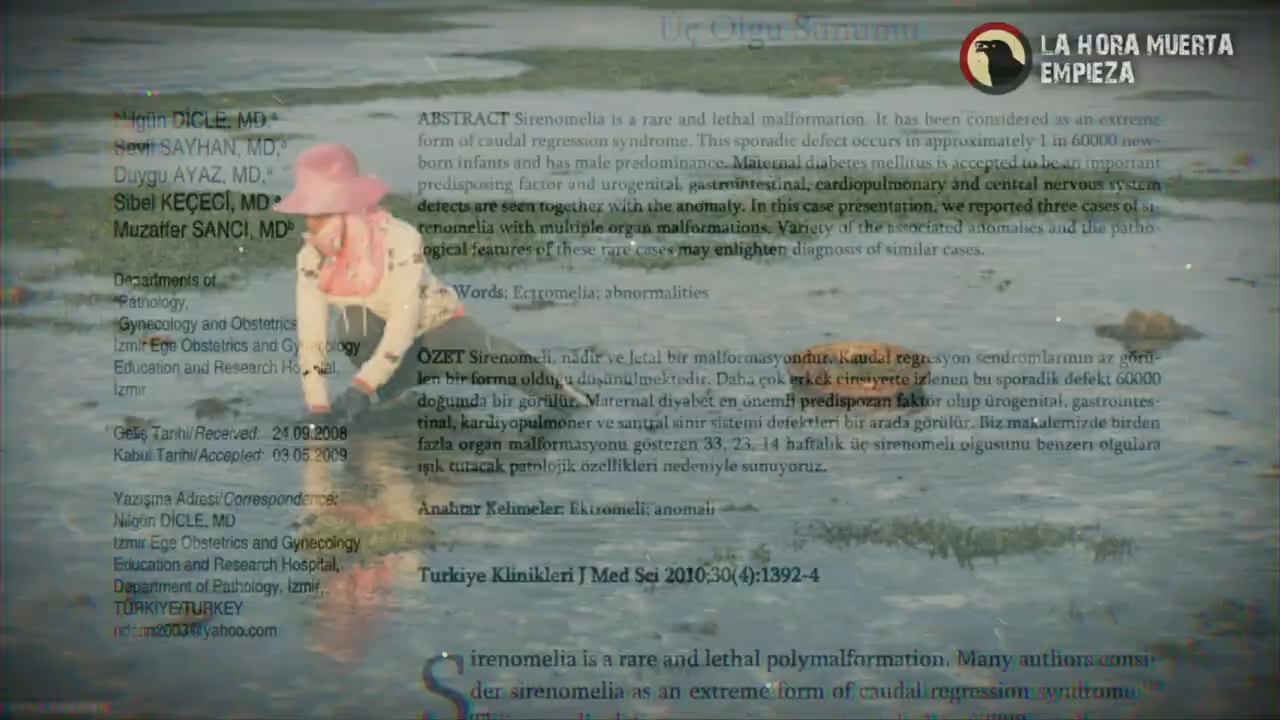 Üç Olgu Sunumu
LA HORA MUERTA
EMPIEZA
Nilgün DİCLE, MD,ᵃ
Sevil SAYHAN, MD,ᵃ
Duygu AYAZ, MD,ᵃ
Sibel KEÇECİ, MD,ᵃ
Muzaffer SANCI, MDᵇ
Departments of
ᵃPathology,
Gynecology and Obstetrics
İzmir Ege Obstetrics and Gynecology
Education and Research Hospital,
İzmir
Geliş Tarihi/Received: 24.09.2008
Kabul Tarihi/Accepted: 03.05.2009
Yazışma Adresi/Correspondence:
Nilgün DİCLE, MD
İzmir Ege Obstetrics and Gynecology
Education and Research Hospital,
Department of Pathology, İzmir,
TÜRKİYE/TURKEY
ABSTRACT Sirenomelia is a rare and lethal malformation. It has been considered as an extreme
form of caudal regression syndrome. This sporadic defect occurs in approximately 1 in 60000 new-
born infants and has male predominance. Maternal diabetes mellitus is accepted to be an important
predisposing factor and urogenital, gastrointestinal, cardiopulmonary and central nervous system
defects are seen together with the anomaly. In this case presentation, we reported three cases of si-
renomelia with multiple organ malformations. Variety of the associated anomalies and the patho-
logical features of these rare cases may enlighten diagnosis of similar cases.
Key Words: Ectromelia; abnormalities
ÖZET Sirenomeli, nadir ve letal bir malformasyondur. Kaudal regresyon sendromlarının az görü-
len bir formu olduğu düşünülmektedir. Daha çok erkek cinsiyette izlenen bu sporadik defekt 60000
doğumda bir görülür. Maternal diyabet en önemli predispozan faktör olup ürogenital, gastrointes-
tinal, kardiyopulmoner ve santral sinir sistemi defektleri bir arada görülür. Biz makalemizde birden
fazla organ malformasyonu gösteren 33, 23, 14 haftalık üç sirenomeli olgusunu benzeri olgulara
ışık tutacak patolojik özellikleri nedeniyle sunuyoruz.
Anahtar Kelimeler: Ektromeli; anomali
Turkiye Klinikleri J Med Sci 2010;30(4):1392-4
Sirenomelia is a rare and lethal polymalformation. Many authors consi-
der sirenomelia as an extreme form of caudal regression syndrome